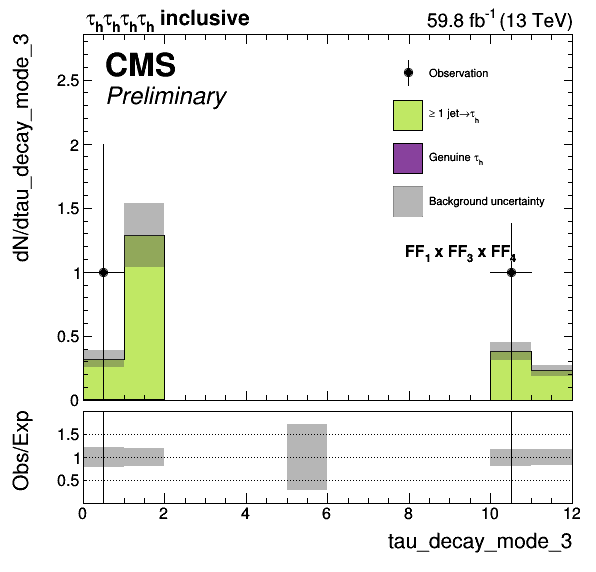 τhτhτhτh inclusive
59.8 fb-1 (13 TeV)
CMS
Preliminary
Observation
≥ 1 jet→τh
Genuine τh
Background uncertainty
FF1 x FF3 x FF4
dN/dtau_decay_mode_3
2.5
2
1.5
1
0.5
0
Obs/Exp
1.5
1
0.5
0 2 4 6 8 10 12
tau_decay_mode_3